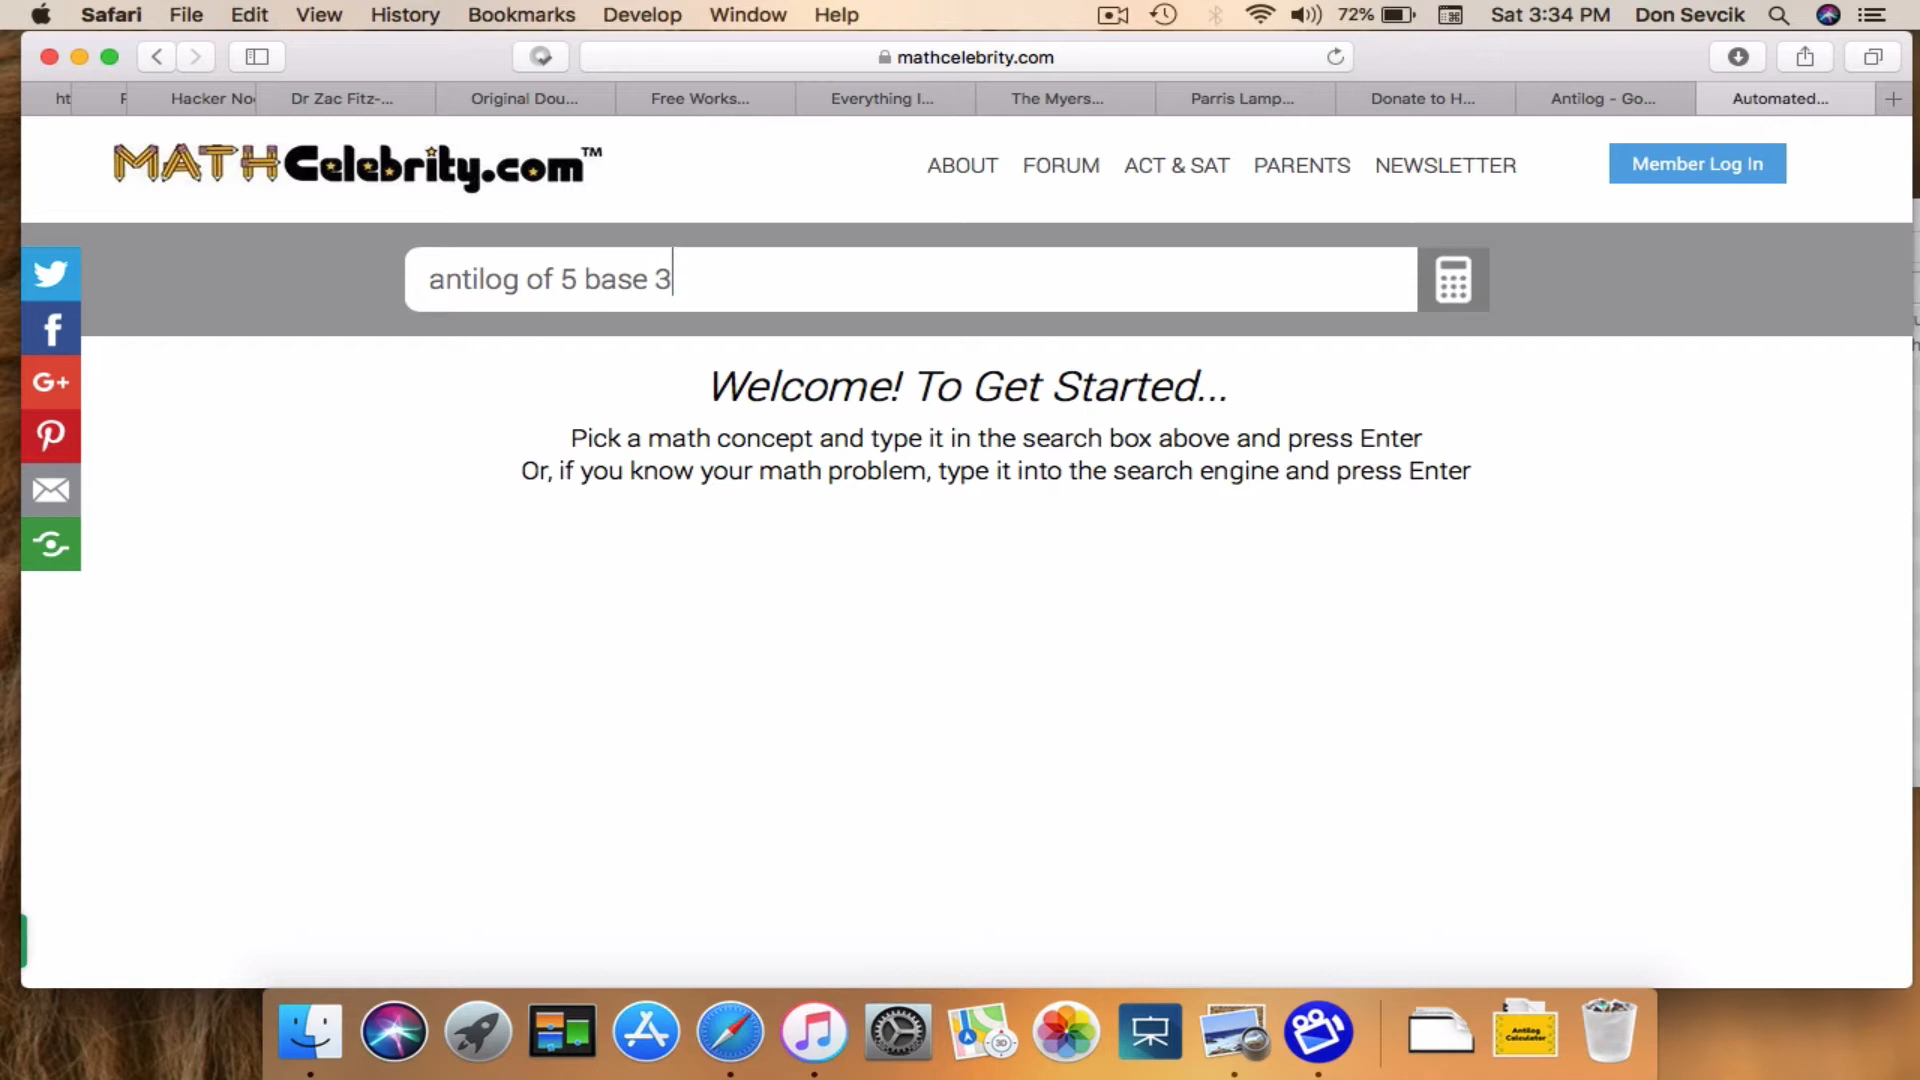 Safari File Edit View History Bookmarks Develop Window Help 72% Sat 3:34 PM Don Sevcik
mathcelebrity.com
ht F Hacker No Dr Zac Fitz-... Original Dou... Free Works... Everything I... The Myers... Parris Lamp... Donate to H... Antilog - Go... Automated...
MATHCelebrity.com™ ABOUT FORUM ACT & SAT PARENTS NEWSLETTER Member Log In
antilog of 5 base 3
Welcome! To Get Started...
Pick a math concept and type it in the search box above and press Enter
Or, if you know your math problem, type it into the search engine and press Enter
G+
3D
Antilog
Calculator